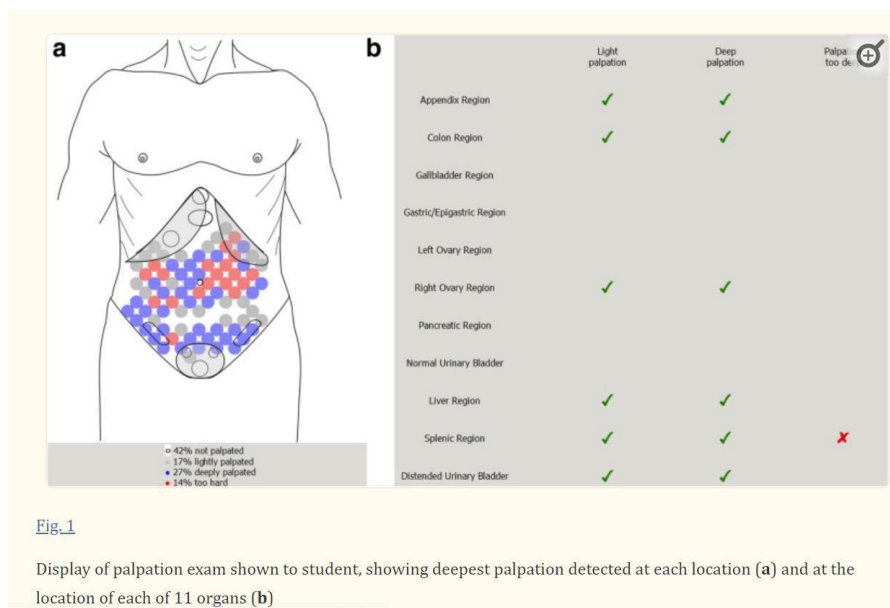 a
b
Light palpation
Deep palpation
too
Appendix Region
Colon Region
Gallbladder Region
Gastric/Epigastric Region
Left Ovary Region
Right Ovary Region
Pancreatic Region
Normal Urinary Bladder
Liver Region
Splenic Region
Distended Urinary Bladder
42% not palpated
17% lightly palpated
27% deeply palpated
14% too hard
Fig. 1
Display of palpation exam shown to student, showing deepest palpation detected at each location (a) and at the
location of each of 11 organs (b)